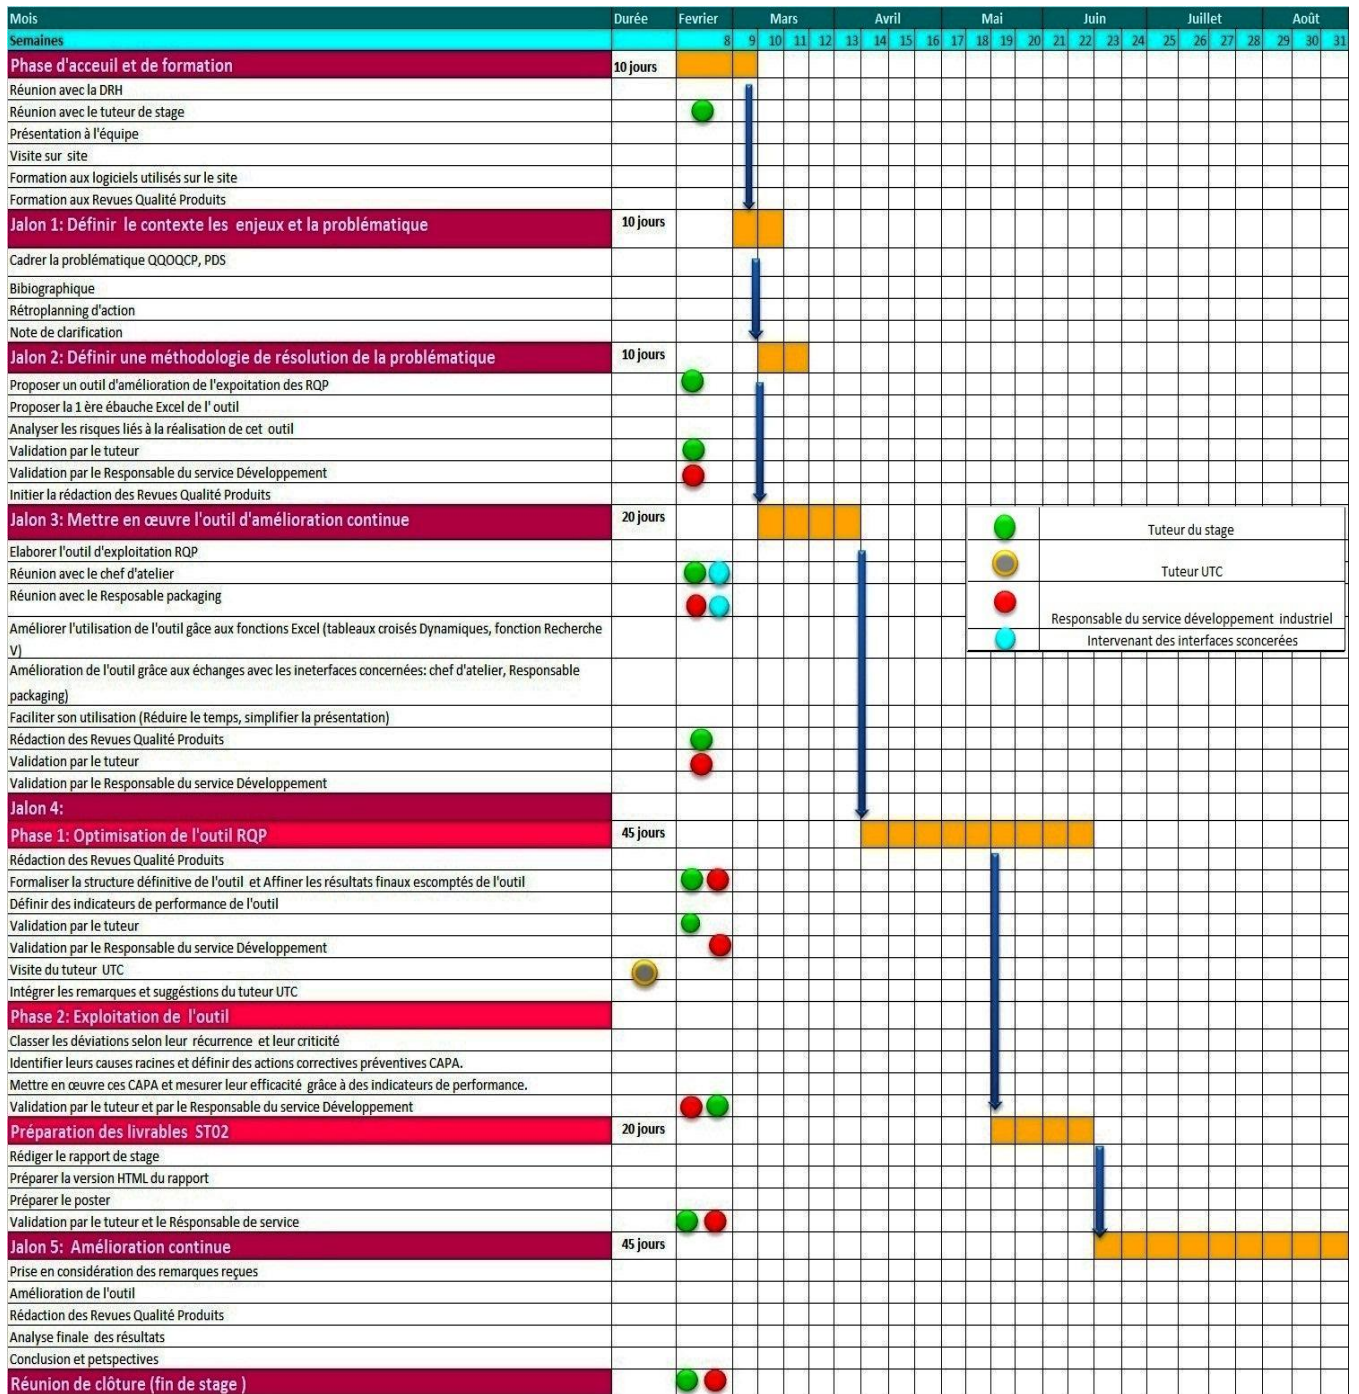 Mois Durée Fevrier Mars Avril Mai Juin Juillet Août
Semaines 8 9 10 11 12 13 14 15 16 17 18 19 20 21 22 23 24 25 26 27 28 29 30 31
Phase d'acceuil et de formation 10 jours
Réunion avec la DRH
Réunion avec le tuteur de stage
Présentation à l'équipe
Visite sur site
Formation aux logiciels utilisés sur le site
Formation aux Revues Qualité Produits
Jalon 1: Définir le contexte les enjeux et la problématique 10 jours
Cadrer la problématique QQOQCP, PDS
Bibiographique
Rétroplanning d'action
Note de clarification
Jalon 2: Définir une méthodologie de résolution de la problématique 10 jours
Proposer un outil d'amélioration de l'expoitation des RQP
Proposer la 1 ère ébauche Excel de l' outil
Analyser les risques liés à la réalisation de cet outil
Validation par le tuteur
Validation par le Responsable du service Développement
Initier la rédaction des Revues Qualité Produits
Jalon 3: Mettre en œuvre l'outil d'amélioration continue 20 jours
Elaborer l'outil d'exploitation RQP
Réunion avec le chef d'atelier
Réunion avec le Resposable packaging
Améliorer l'utilisation de l'outil gâce aux fonctions Excel (tableaux croisés Dynamiques, fonction Recherche
V)
Amélioration de l'outil grâce aux échanges avec les ineterfaces concernées: chef d'atelier, Responsable
packaging)
Faciliter son utilisation (Réduire le temps, simplifier la présentation)
Rédaction des Revues Qualité Produits
Validation par le tuteur
Validation par le Responsable du service Développement
Tuteur du stage
Tuteur UTC
Responsable du service développement industriel
Intervenant des interfaces sconcerées
Jalon 4:
Phase 1: Optimisation de l'outil RQP 45 jours
Rédaction des Revues Qualité Produits
Formaliser la structure définitive de l'outil et Affiner les résultats finaux escomptés de l'outil
Définir des indicateurs de performance de l'outil
Validation par le tuteur
Validation par le Responsable du service Développement
Visite du tuteur UTC
Intégrer les remarques et suggéstions du tuteur UTC
Phase 2: Exploitation de l'outil
Classer les déviations selon leur récurrence et leur criticité
Identifier leurs causes racines et définir des actions correctives préventives CAPA.
Mettre en œuvre ces CAPA et mesurer leur efficacité grâce à des indicateurs de performance.
Validation par le tuteur et par le Responsable du service Développement
Préparation des livrables ST02 20 jours
Rédiger le rapport de stage
Préparer la version HTML du rapport
Préparer le poster
Validation par le tuteur et le Résponsable de service
Jalon 5: Amélioration continue 45 jours
Prise en considération des remarques reçues
Amélioration de l'outil
Rédaction des Revues Qualité Produits
Analyse finale des résultats
Conclusion et petspectives
Réunion de clôture (fin de stage )